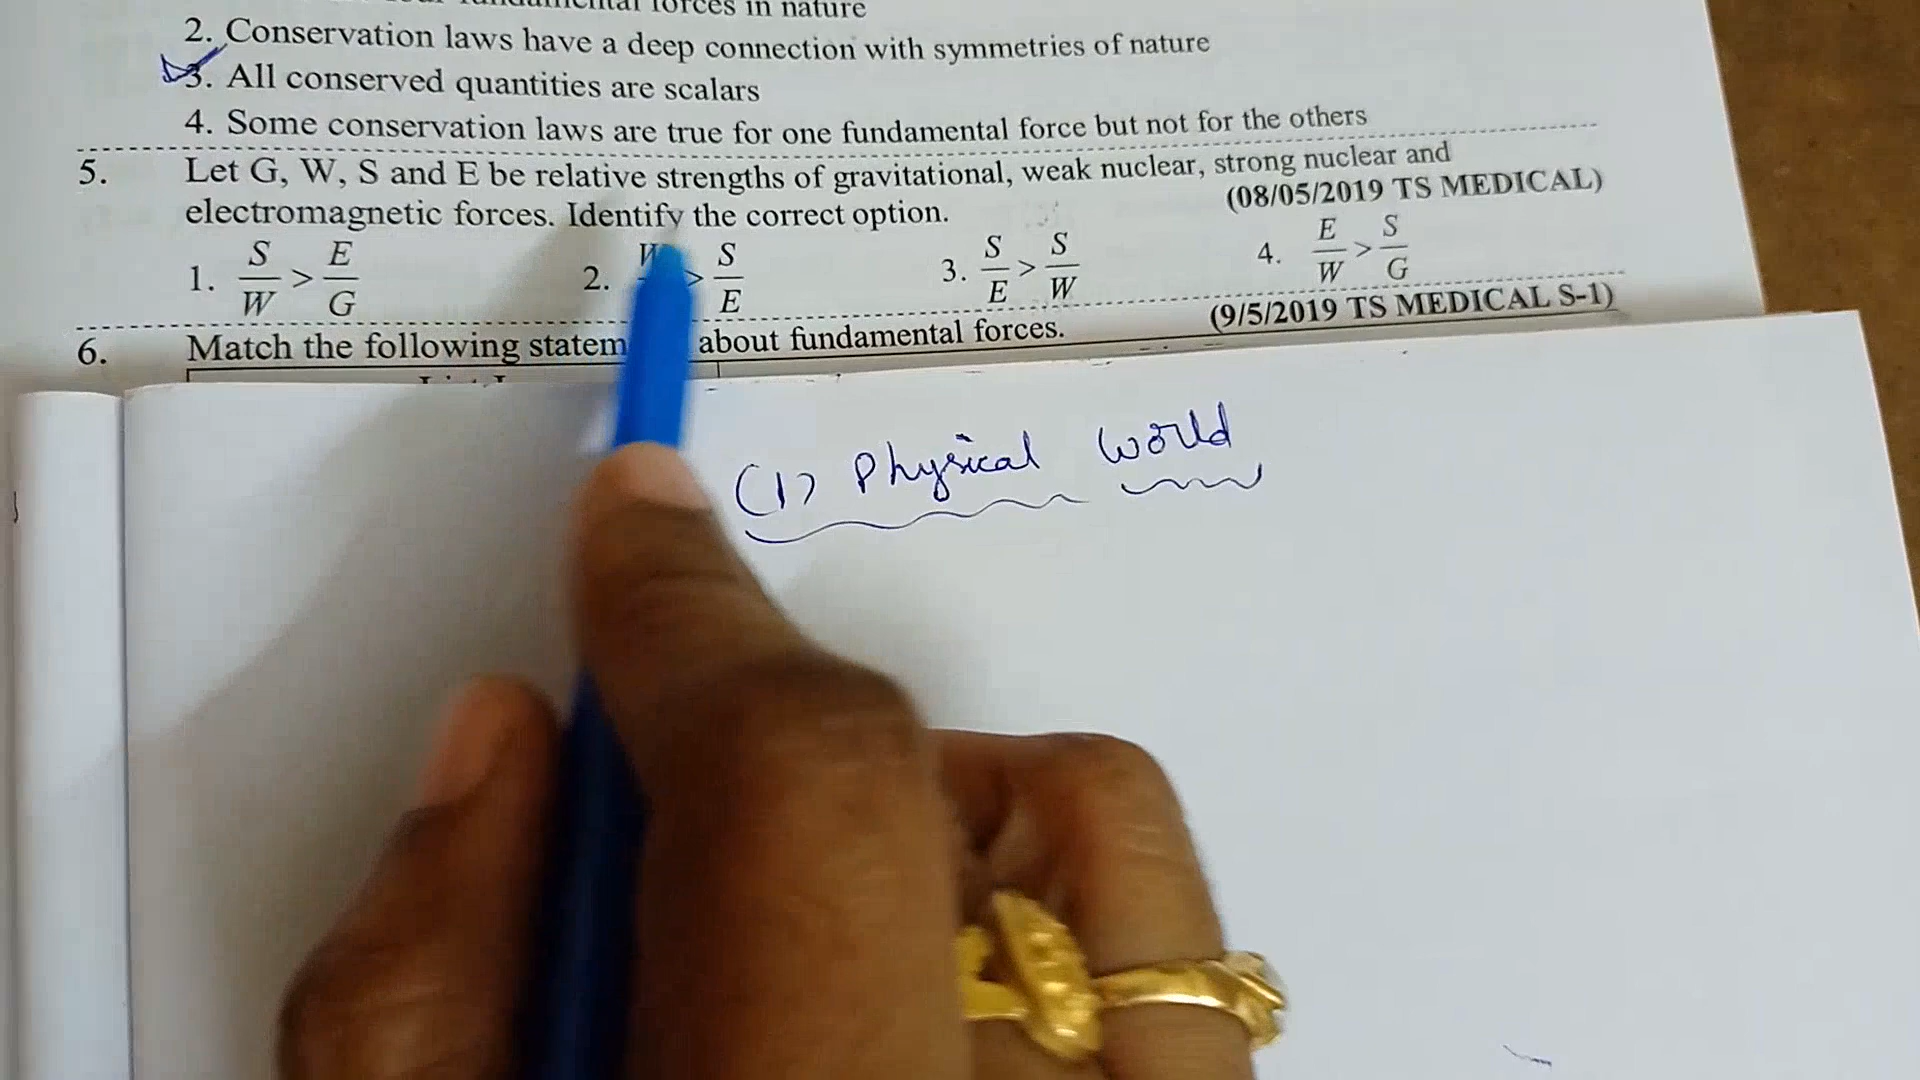 forces in nature
2. Conservation laws have a deep connection with symmetries of nature
3. All conserved quantities are scalars
4. Some conservation laws are true for one fundamental force but not for the others
5. Let G, W, S and E be relative strengths of gravitational, weak nuclear, strong nuclear and
electromagnetic forces. Identify the correct option. (08/05/2019 TS MEDICAL)
1. S/W > E/G 2. W > S/E 3. S/E > S/W 4. E/W > S/G
(9/5/2019 TS MEDICAL S-1)
6. Match the following about fundamental forces.
(1) Physical World